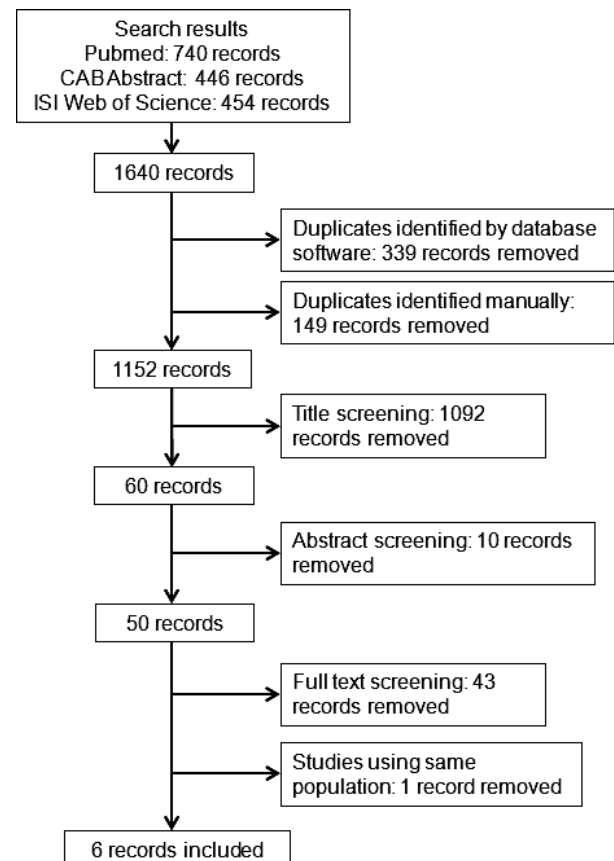 Search results
Pubmed: 740 records
CAB Abstract: 446 records
ISI Web of Science: 454 records
1640 records
Duplicates identified by database
software: 339 records removed
Duplicates identified manually:
149 records removed
1152 records
Title screening: 1092
records removed
60 records
Abstract screening: 10 records
removed
50 records
Full text screening: 43
records removed
Studies using same
population: 1 record removed
6 records included